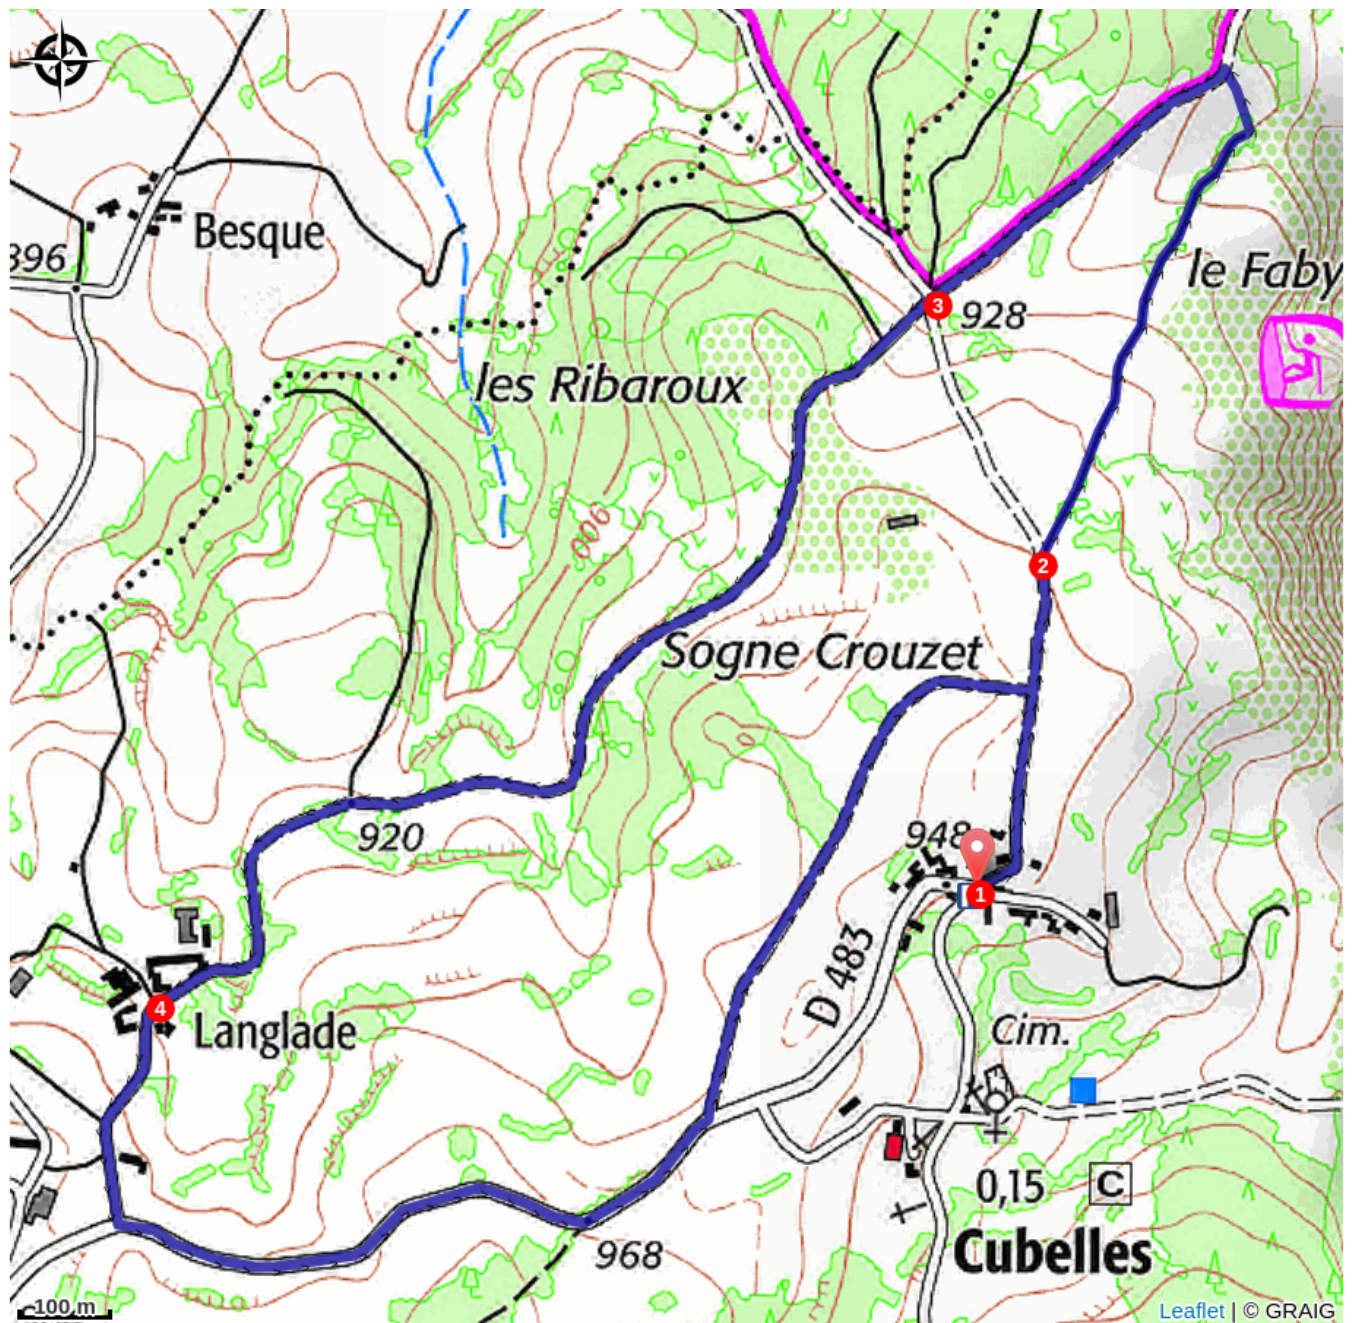 Besque
396
le Faby
3
928
les Ribaroux
900
2
Sogne Crouzet
920
948
1
D 483
4
Langlade
Cim.
0,15 C
Cubelles
968
100 m
Leaflet | © GRAIG